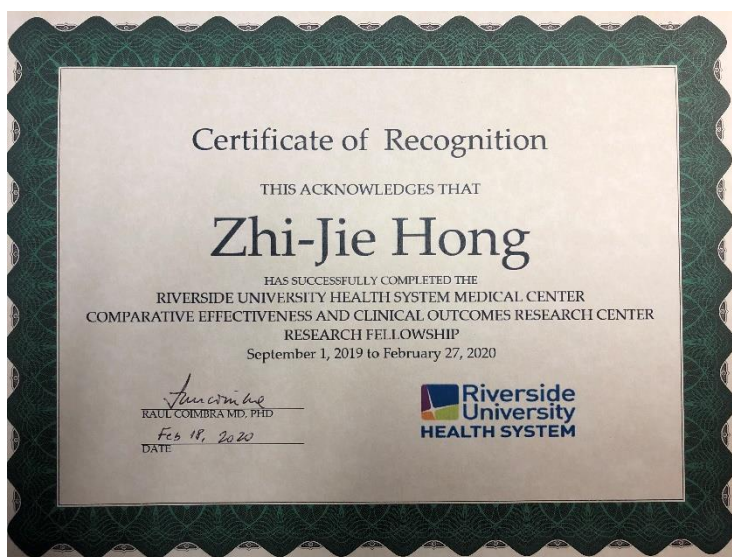 Certificate of Recognition
THIS ACKNOWLEDGES THAT
Zhi-Jie Hong
HAS SUCCESSFULLY COMPLETED THE
RIVERSIDE UNIVERSITY HEALTH SYSTEM MEDICAL CENTER
COMPARATIVE EFFECTIVENESS AND CLINICAL OUTCOMES RESEARCH CENTER
RESEARCH FELLOWSHIP
September 1, 2019 to February 27, 2020
RAUL COIMBRA MD, PHD
Feb 18, 2020
DATE
Riverside
University
HEALTH SYSTEM